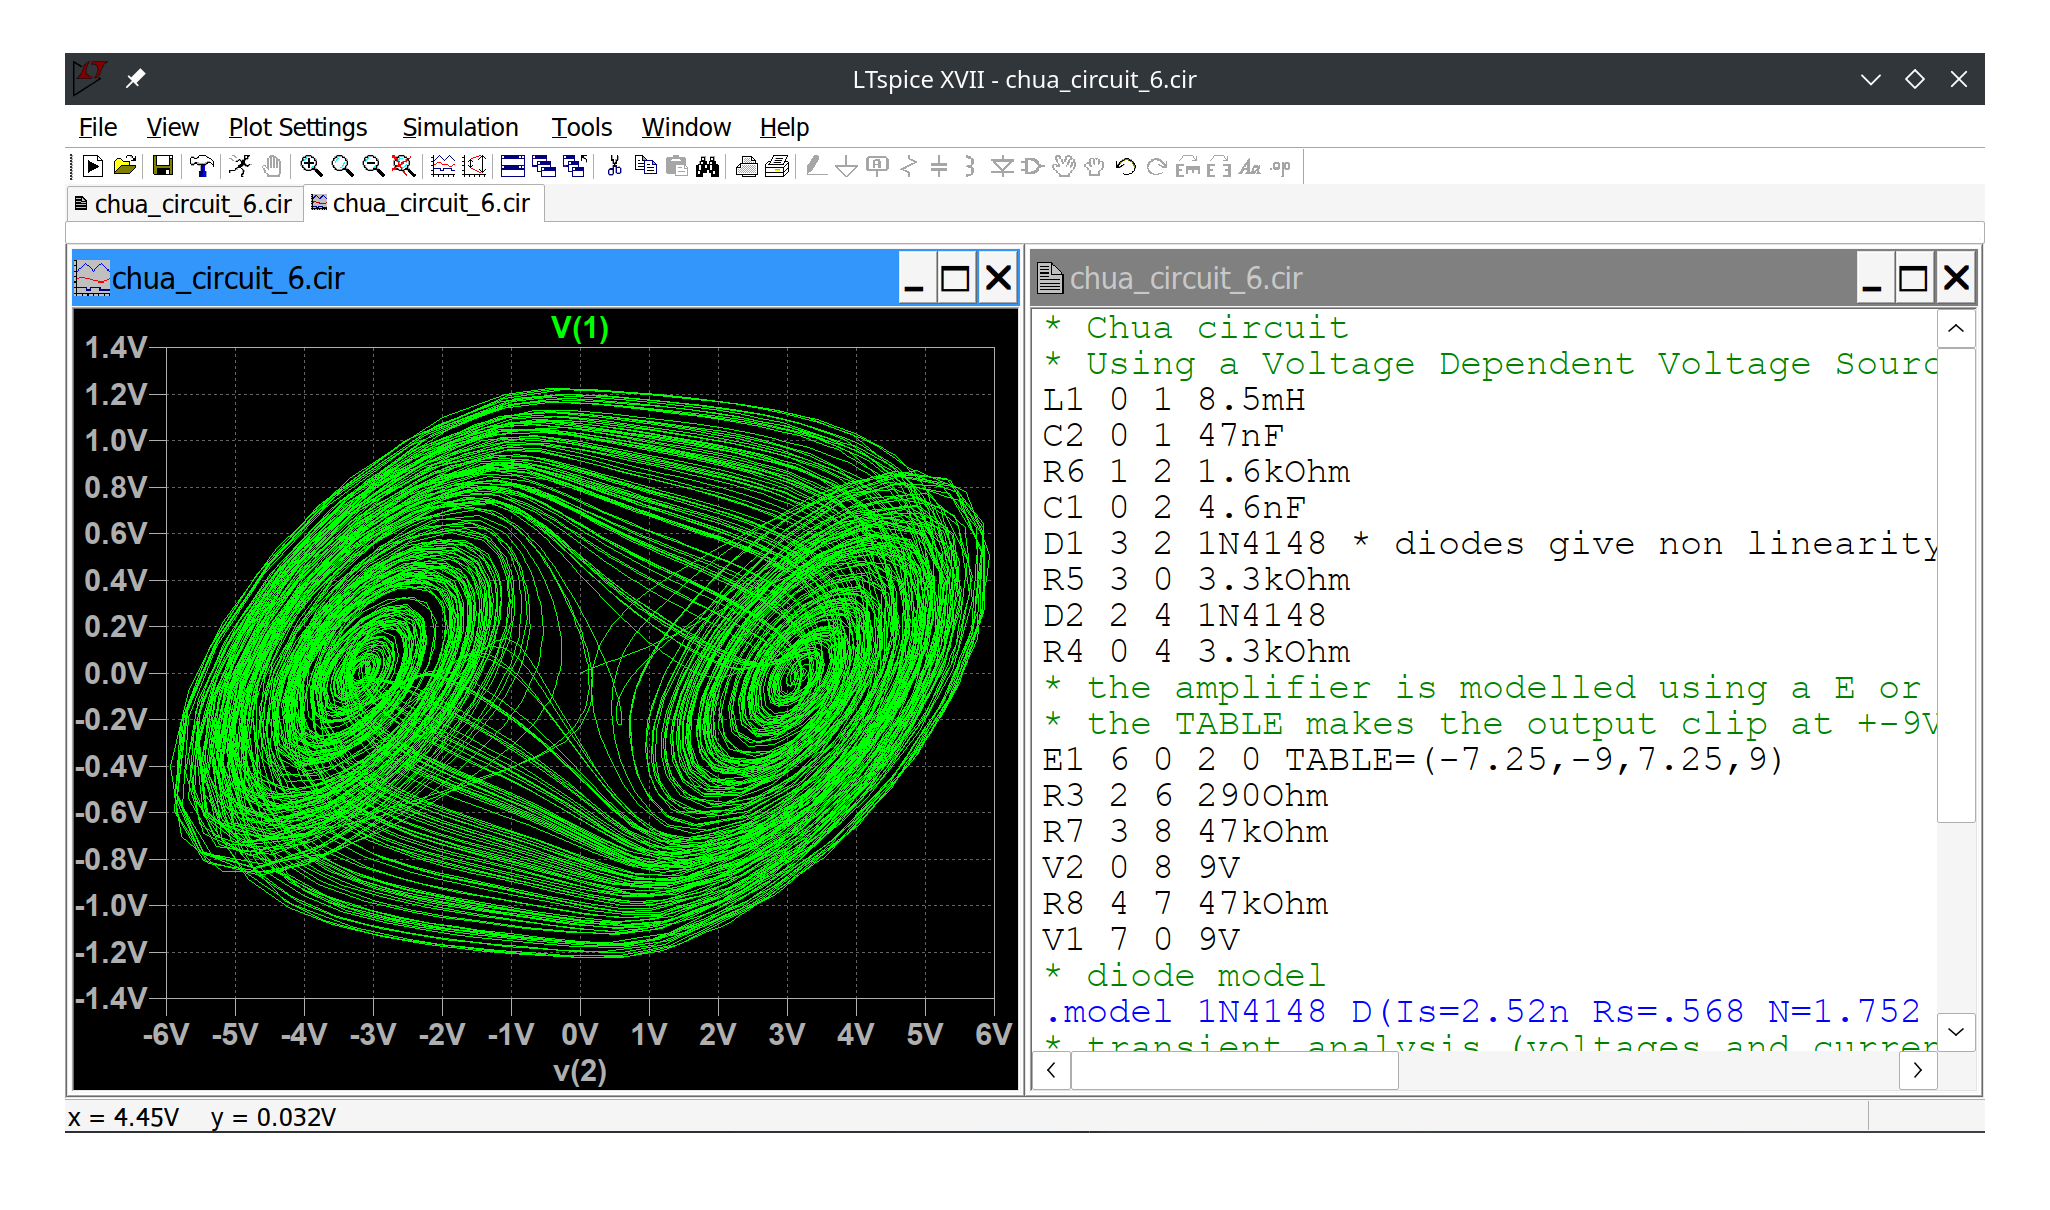 LTspice XVII - chua_circuit_6.cir
File View Plot Settings Simulation Tools Window Help
chua_circuit_6.cir chua_circuit_6.cir
chua_circuit_6.cir
V(1)
1.4V
1.2V
1.0V
0.8V
0.6V
0.4V
0.2V
0.0V
-0.2V
-0.4V
-0.6V
-0.8V
-1.0V
-1.2V
-1.4V
-6V -5V -4V -3V -2V -1V 0V 1V 2V 3V 4V 5V 6V
v(2)
chua_circuit_6.cir
* Chua circuit
* Using a Voltage Dependent Voltage Sourc
L1 0 1 8.5mH
C2 0 1 47nF
R6 1 2 1.6kOhm
C1 0 2 4.6nF
D1 3 2 1N4148 * diodes give non linearity
R5 3 0 3.3kOhm
D2 2 4 1N4148
R4 0 4 3.3kOhm
* the amplifier is modelled using a E or
* the TABLE makes the output clip at +-9V
E1 6 0 2 0 TABLE=(-7.25,-9,7.25,9)
R3 2 6 290Ohm
R7 3 8 47kOhm
V2 0 8 9V
R8 4 7 47kOhm
V1 7 0 9V
* diode model
.model 1N4148 D(Is=2.52n Rs=.568 N=1.752
* transient analysis (voltages and curren
x = 4.45V y = 0.032V